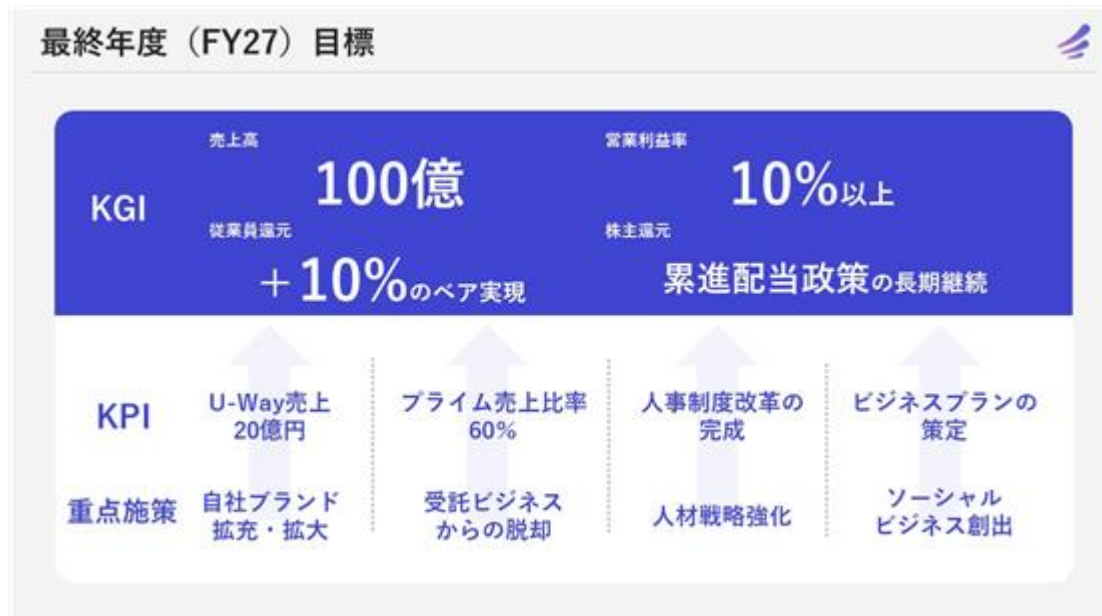 最終年度（FY27）目標
KGI
売上高
100億
営業利益率
10%以上
従業員還元
＋10%のベア実現
株主還元
累進配当政策の長期継続
KPI
U-Way売上
20億円
プライム売上比率
60%
人事制度改革の
完成
ビジネスプランの
策定
重点施策
自社ブランド
拡充・拡大
受託ビジネス
からの脱却
人材戦略強化
ソーシャル
ビジネス創出